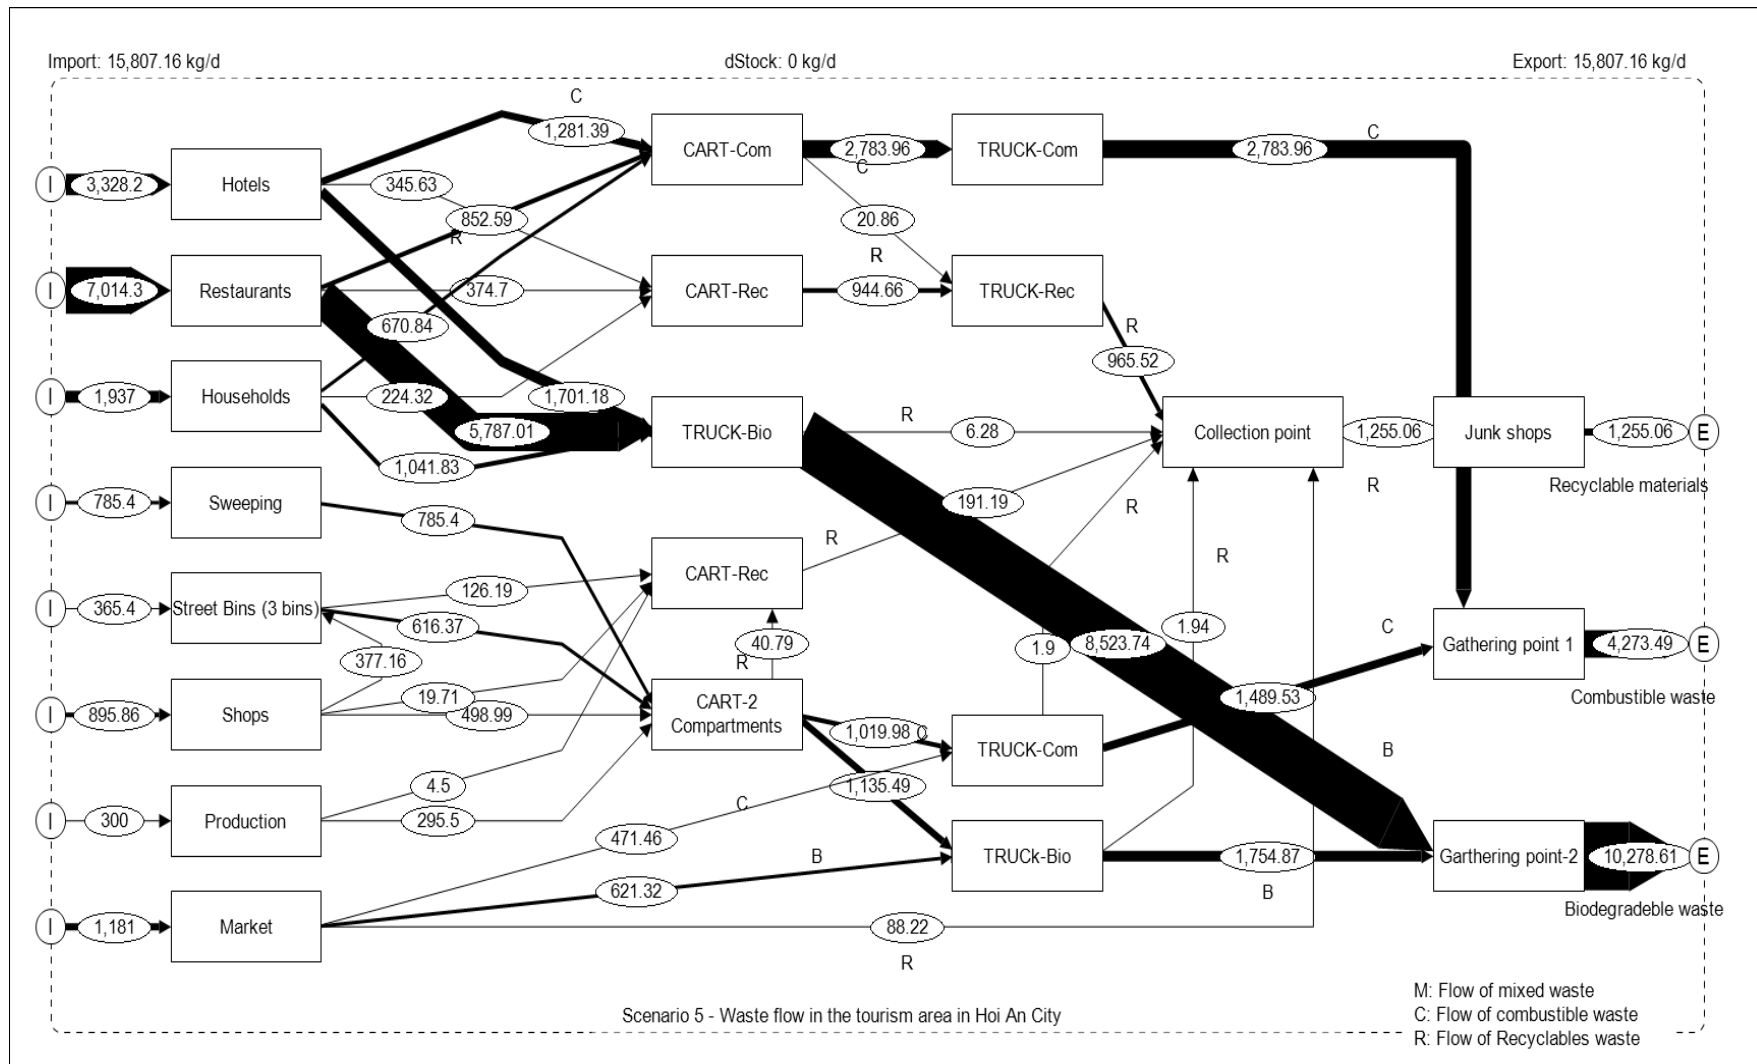 Import: 15,807.16 kg/d
dStock: 0 kg/d
Export: 15,807.16 kg/d
C
1,281.39
CART-Com
2,783.96
C
TRUCK-Com
2,783.96
C
I
3,328.2
Hotels
345.63
852.59
R
20.86
R
I
7,014.3
Restaurants
374.7
CART-Rec
944.66
TRUCK-Rec
R
670.84
965.52
I
1,937
Households
224.32
1,701.18
5,787.01
1,041.83
TRUCK-Bio
R
6.28
Collection point
1,255.06
R
Junk shops
1,255.06
E
Recyclable materials
I
785.4
Sweeping
785.4
191.19
R
R
R
I
365.4
Street Bins (3 bins)
126.19
616.37
377.16
CART-Rec
40.79
R
1.9
8,523.74
1.94
C
Gathering point 1
4,273.49
E
Combustible waste
I
895.86
Shops
19.71
498.99
CART-2
Compartments
1,019.98
C
TRUCK-Com
1,489.53
B
1,135.49
I
300
Production
4.5
295.5
471.46
C
B
TRUCk-Bio
1,754.87
B
Garthering point-2
10,278.61
E
Biodegradeble waste
621.32
I
1,181
Market
88.22
R
Scenario 5 - Waste flow in the tourism area in Hoi An City
M: Flow of mixed waste
C: Flow of combustible waste
R: Flow of Recyclables waste